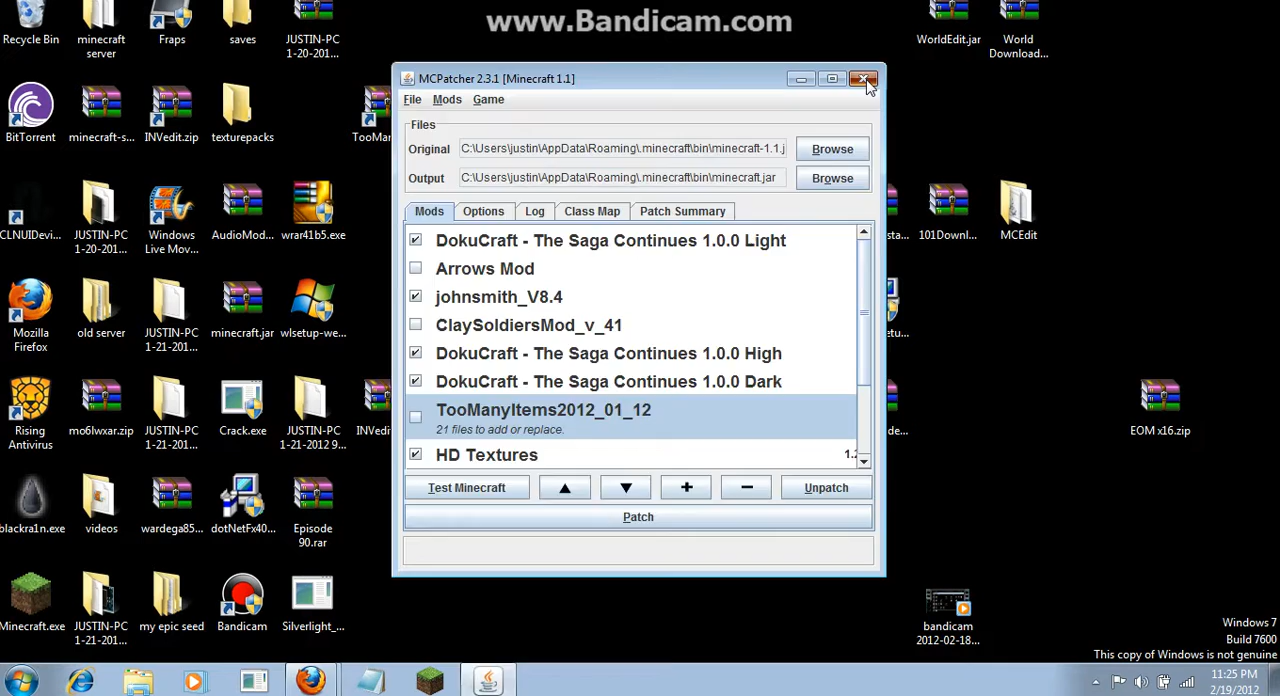 www.Bandicam.com
Recycle Bin
minecraft server
Fraps
saves
JUSTIN-PC 1-20-201...
WorldEdit.jar
World Download...
BitTorrent
minecraft-s...
INVedit.zip
texturepacks
TooMan
CLNUIDevi...
JUSTIN-PC 1-20-201...
Windows Live Mov...
AudioMod...
wrar41b5.exe
101Downl...
MCEdit
Mozilla Firefox
old server
JUSTIN-PC 1-21-201...
minecraft.jar
wlsetup-we...
Rising Antivirus
mo6lwxar.zip
JUSTIN-PC 1-21-201...
Crack.exe
JUSTIN-PC 1-21-2012 9...
INVedit
EOM x16.zip
blackra1n.exe
videos
wardega85...
dotNetFx40...
Episode 90.rar
Minecraft.exe
JUSTIN-PC 1-21-201...
my epic seed
Bandicam
Silverlight_...
bandicam 2012-02-18...
MCPatcher 2.3.1 [Minecraft 1.1]
File Mods Game
Files
Original C:\Users\justin\AppData\Roaming\.minecraft\bin\minecraft-1.1.j Browse
Output C:\Users\justin\AppData\Roaming\.minecraft\bin\minecraft.jar Browse
Mods Options Log Class Map Patch Summary
DokuCraft - The Saga Continues 1.0.0 Light
Arrows Mod
johnsmith_V8.4
ClaySoldiersMod_v_41
DokuCraft - The Saga Continues 1.0.0 High
DokuCraft - The Saga Continues 1.0.0 Dark
TooManyItems2012_01_12
21 files to add or replace.
HD Textures 1.2
Test Minecraft + − Unpatch
Patch
Windows 7
Build 7600
This copy of Windows is not genuine
11:25 PM
2/19/2012